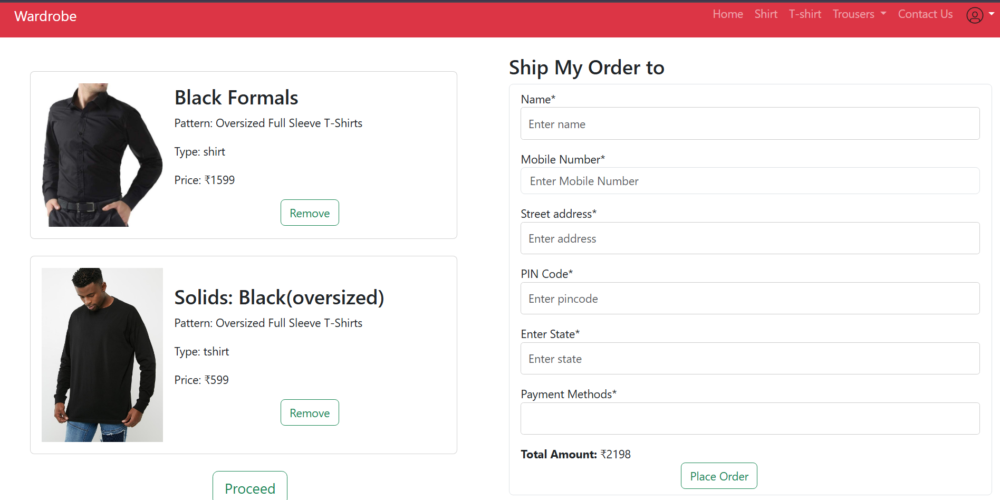 Wardrobe
Home Shirt T-shirt Trousers Contact Us
Black Formals
Pattern: Oversized Full Sleeve T-Shirts
Type: shirt
Price: ₹1599
Remove
Solids: Black(oversized)
Pattern: Oversized Full Sleeve T-Shirts
Type: tshirt
Price: ₹599
Remove
Proceed
Ship My Order to
Name*
Enter name
Mobile Number*
Enter Mobile Number
Street address*
Enter address
PIN Code*
Enter pincode
Enter State*
Enter state
Payment Methods*
Total Amount: ₹2198
Place Order